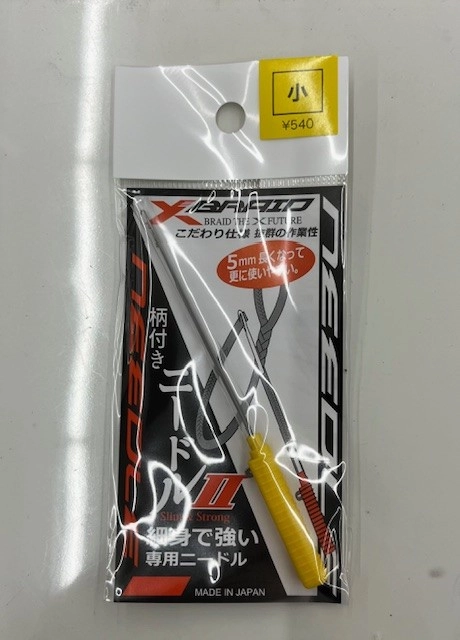 小
¥540
X-BRAID
BRAID THE X FUTURE
こだわり仕様 抜群の作業性
5mm長くなって
更に使いやすい。
NEEDLE
NEEDLE
柄付き
ニードルII
Slim & Strong
細身で強い
専用ニードル
MADE IN JAPAN